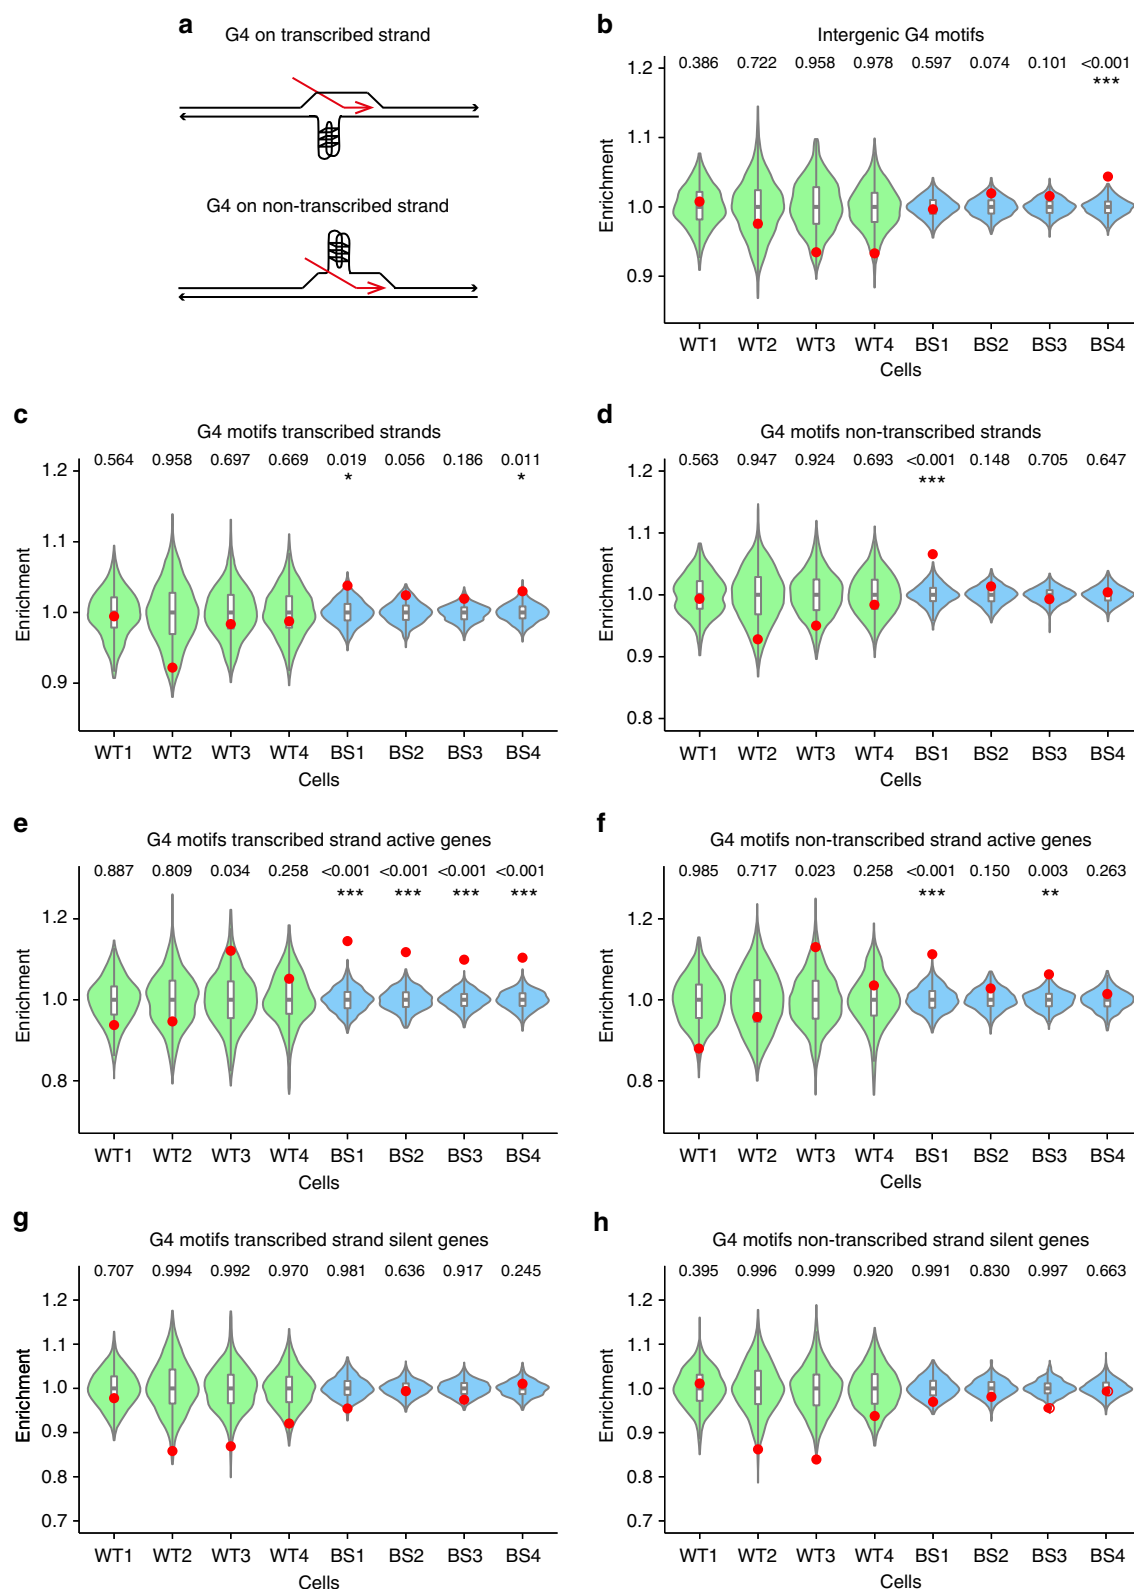 a
G4 on transcribed strand
G4 on non-transcribed strand
b
Intergenic G4 motifs
0.386 0.722 0.958 0.978 0.597 0.074 0.101 <0.001
***
1.2
1.1
1.0
0.9
Enrichment
WT1 WT2 WT3 WT4 BS1 BS2 BS3 BS4
Cells
c
G4 motifs transcribed strands
0.564 0.958 0.697 0.669 0.019 0.056 0.186 0.011
* *
1.2
1.1
1.0
0.9
Enrichment
WT1 WT2 WT3 WT4 BS1 BS2 BS3 BS4
Cells
d
G4 motifs non-transcribed strands
0.563 0.947 0.924 0.693 <0.001 0.148 0.705 0.647
***
1.2
1.1
1.0
0.9
0.8
Enrichment
WT1 WT2 WT3 WT4 BS1 BS2 BS3 BS4
Cells
e
G4 motifs transcribed strand active genes
0.887 0.809 0.034 0.258 <0.001 <0.001 <0.001 <0.001
*** *** *** ***
1.2
1.0
0.8
Enrichment
WT1 WT2 WT3 WT4 BS1 BS2 BS3 BS4
Cells
f
G4 motifs non-transcribed strand active genes
0.985 0.717 0.023 0.258 <0.001 0.150 0.003 0.263
*** **
1.2
1.0
0.8
Enrichment
WT1 WT2 WT3 WT4 BS1 BS2 BS3 BS4
Cells
g
G4 motifs transcribed strand silent genes
0.707 0.994 0.992 0.970 0.981 0.636 0.917 0.245
1.2
1.0
0.9
0.8
0.7
Enrichment
WT1 WT2 WT3 WT4 BS1 BS2 BS3 BS4
Cells
h
G4 motifs non-transcribed strand silent genes
0.395 0.996 0.999 0.920 0.991 0.830 0.997 0.663
1.2
1.0
0.9
0.8
0.7
Enrichment
WT1 WT2 WT3 WT4 BS1 BS2 BS3 BS4
Cells